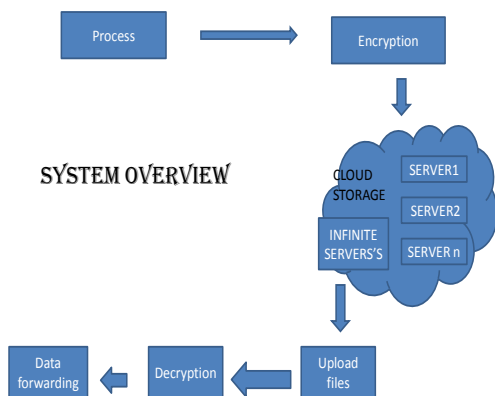 Process
Encryption
SYSTEM OVERVIEW
CLOUD
STORAGE
SERVER1
SERVER2
INFINITE
SERVERS'S
SERVER n
Upload
files
Decryption
Data
forwarding